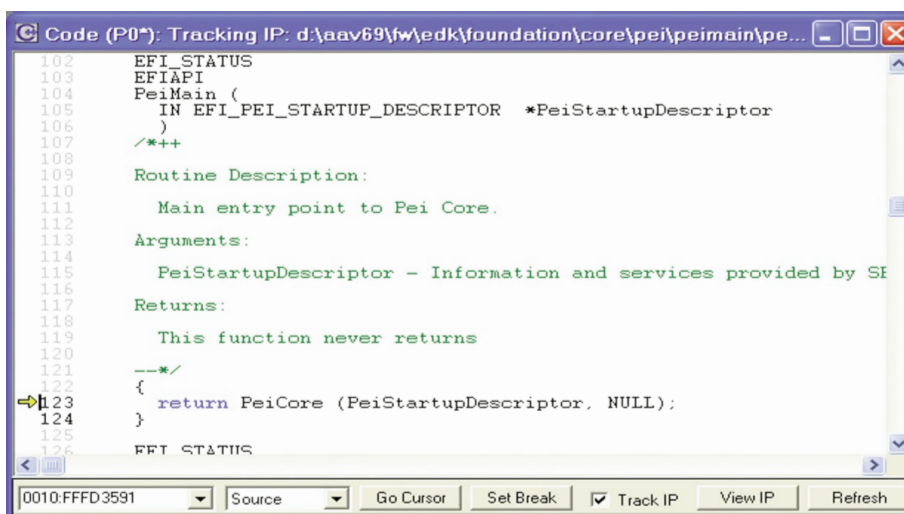 Code (P0*): Tracking IP: d:\aav69\fw\edk\foundation\core\pei\peimain\pe...
102 EFI_STATUS
103 EFIAPI
104 PeiMain (
105 IN EFI_PEI_STARTUP_DESCRIPTOR *PeiStartupDescriptor
106 )
107 /*++
108
109 Routine Description:
110
111 Main entry point to Pei Core.
112
113 Arguments:
114
115 PeiStartupDescriptor - Information and services provided by SE
116
117 Returns:
118
119 This function never returns
120
121 --*/
122 {
123 return PeiCore (PeiStartupDescriptor, NULL);
124 }
125
126 EFI_STATUS
0010:FFFD3591 Source Go Cursor Set Break Track IP View IP Refresh